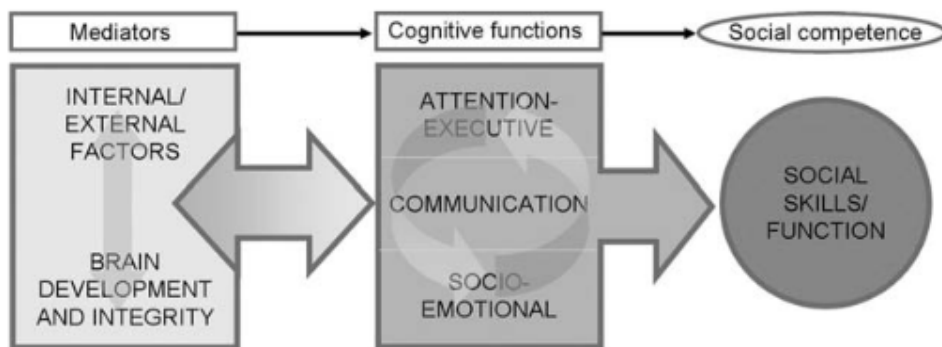 Mediators
Cognitive functions
Social competence
INTERNAL/
EXTERNAL
FACTORS
BRAIN
DEVELOPMENT
AND INTEGRITY
ATTENTION-
EXECUTIVE
COMMUNICATION
SOCIO-
EMOTIONAL
SOCIAL
SKILLS/
FUNCTION